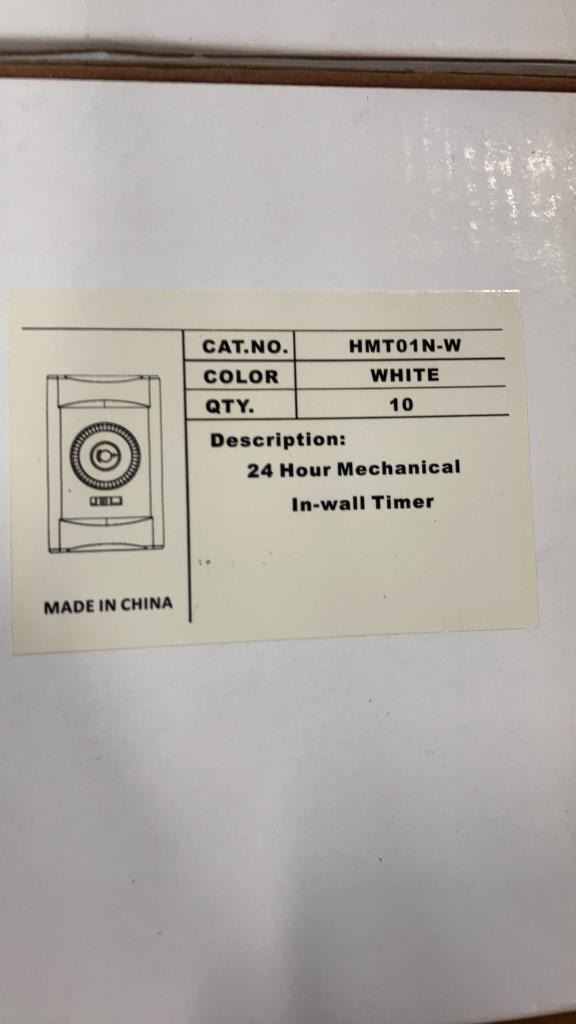 CAT.NO. HMT01N-W
COLOR WHITE
QTY. 10
Description:
24 Hour Mechanical
In-wall Timer
MADE IN CHINA